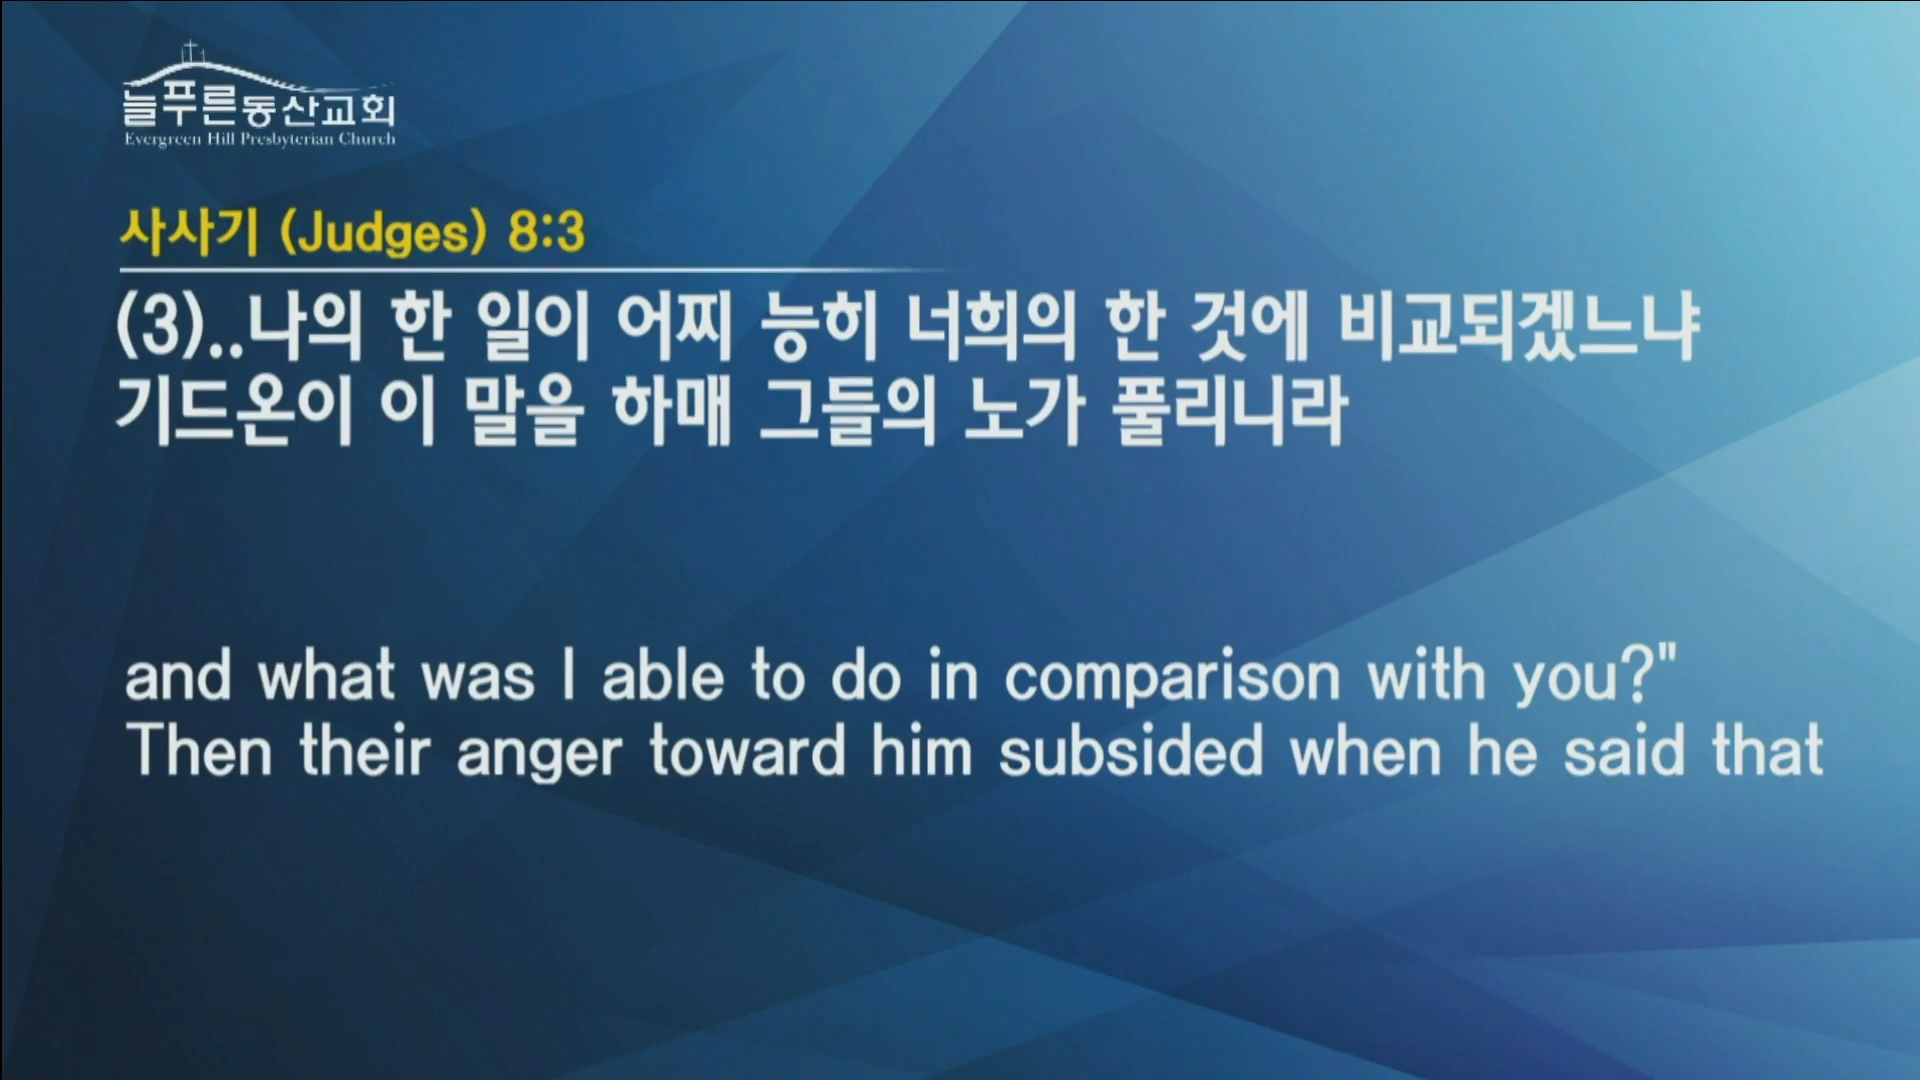 늘푸른동산교회
Evergreen Hill Presbyterian Church
사사기 (Judges) 8:3
(3)..나의 한 일이 어찌 능히 너희의 한 것에 비교되겠느냐
기드온이 이 말을 하매 그들의 노가 풀리니라
and what was I able to do in comparison with you?"
Then their anger toward him subsided when he said that